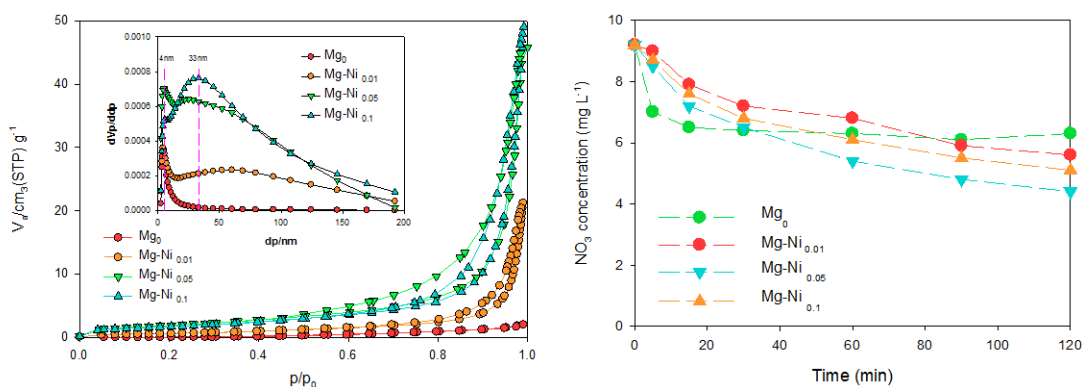 50
40
30
20
10
0
Vₐ/cm₃(STP) g⁻¹
0.0
0.2
0.4
0.6
0.8
1.0
p/p₀
Mg₀
Mg-Ni ₀.₀₁
Mg-Ni ₀.₀₅
Mg-Ni ₀.₁
0.0010
0.0008
0.0006
0.0004
0.0002
0.0000
dVp/ddp
4 nm
33 nm
Mg₀
Mg-Ni ₀.₀₁
Mg-Ni ₀.₀₅
Mg-Ni ₀.₁
0
50
100
150
200
dp/nm
10
8
6
4
2
0
NO₃ concentration (mg L⁻¹)
Mg₀
Mg-Ni ₀.₀₁
Mg-Ni ₀.₀₅
Mg-Ni ₀.₁
0
20
40
60
80
100
120
Time (min)